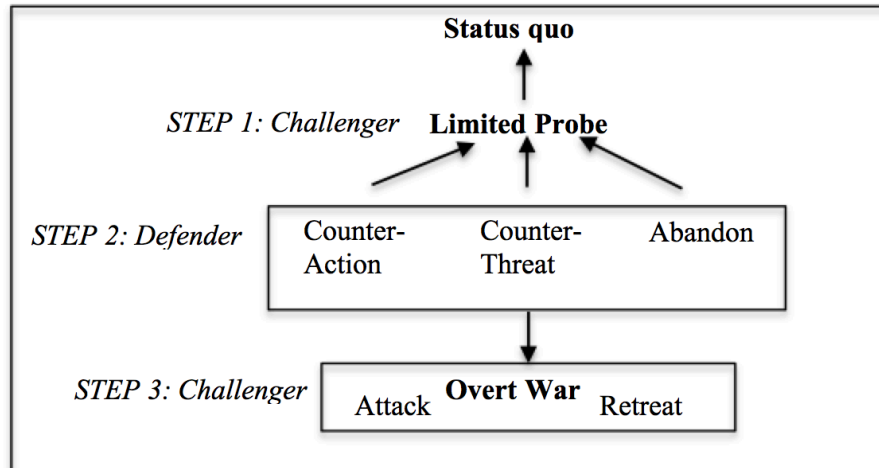 Status quo
STEP 1: Challenger Limited Probe
STEP 2: Defender
Counter-
Action
Counter-
Threat
Abandon
STEP 3: Challenger
Attack Overt War Retreat